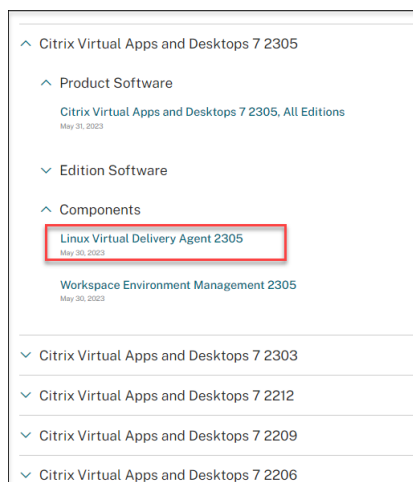 Citrix Virtual Apps and Desktops 7 2305
Product Software
Citrix Virtual Apps and Desktops 7 2305, All Editions
May 31, 2023
Edition Software
Components
Linux Virtual Delivery Agent 2305
May 30, 2023
Workspace Environment Management 2305
May 30, 2023
Citrix Virtual Apps and Desktops 7 2303
Citrix Virtual Apps and Desktops 7 2212
Citrix Virtual Apps and Desktops 7 2209
Citrix Virtual Apps and Desktops 7 2206